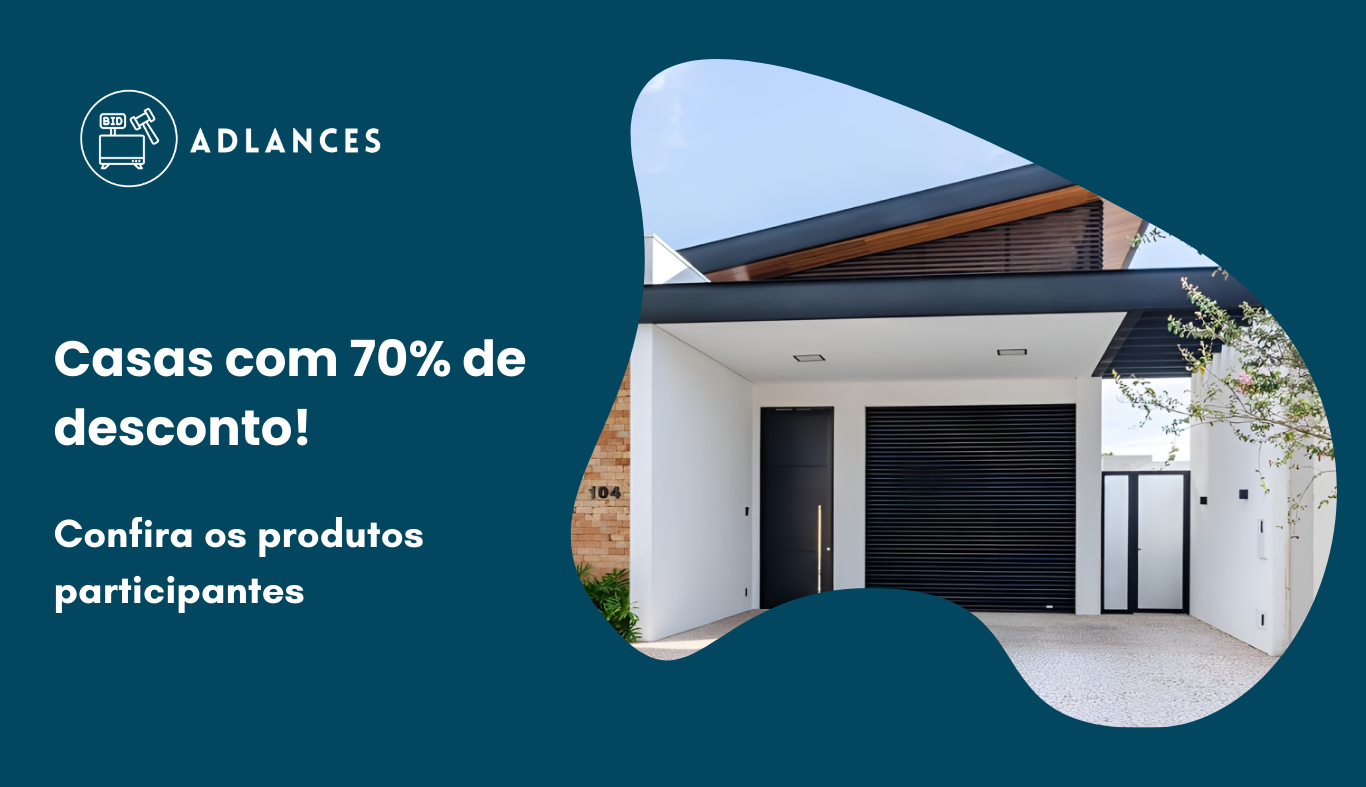 BID
ADLANCES
Casas com 70% de
desconto!
Confira os produtos
participantes
104